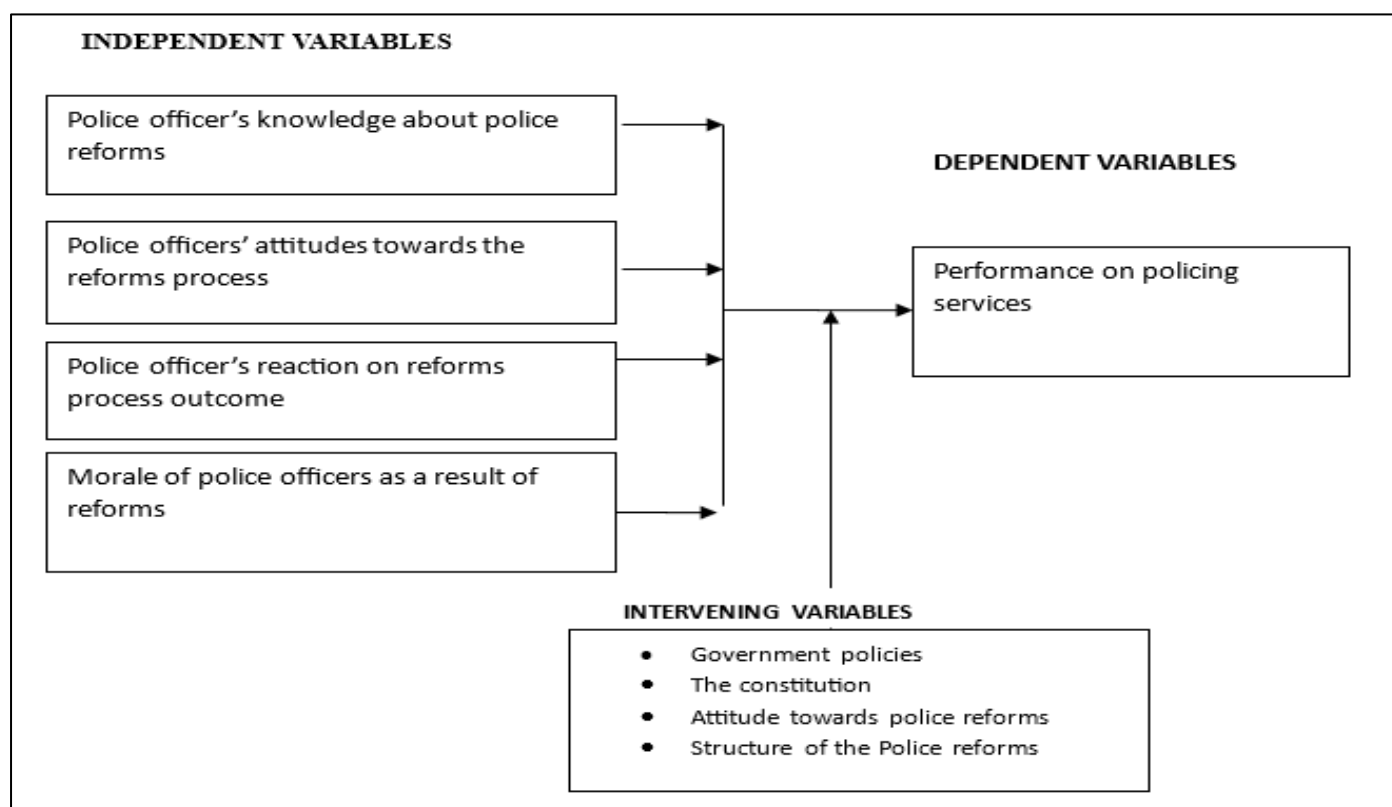 INDEPENDENT VARIABLES
Police officer’s knowledge about police
reforms
Police officers’ attitudes towards the
reforms process
Police officer’s reaction on reforms
process outcome
Morale of police officers as a result of
reforms
DEPENDENT VARIABLES
Performance on policing
services
INTERVENING VARIABLES
• Government policies
• The constitution
• Attitude towards police reforms
• Structure of the Police reforms